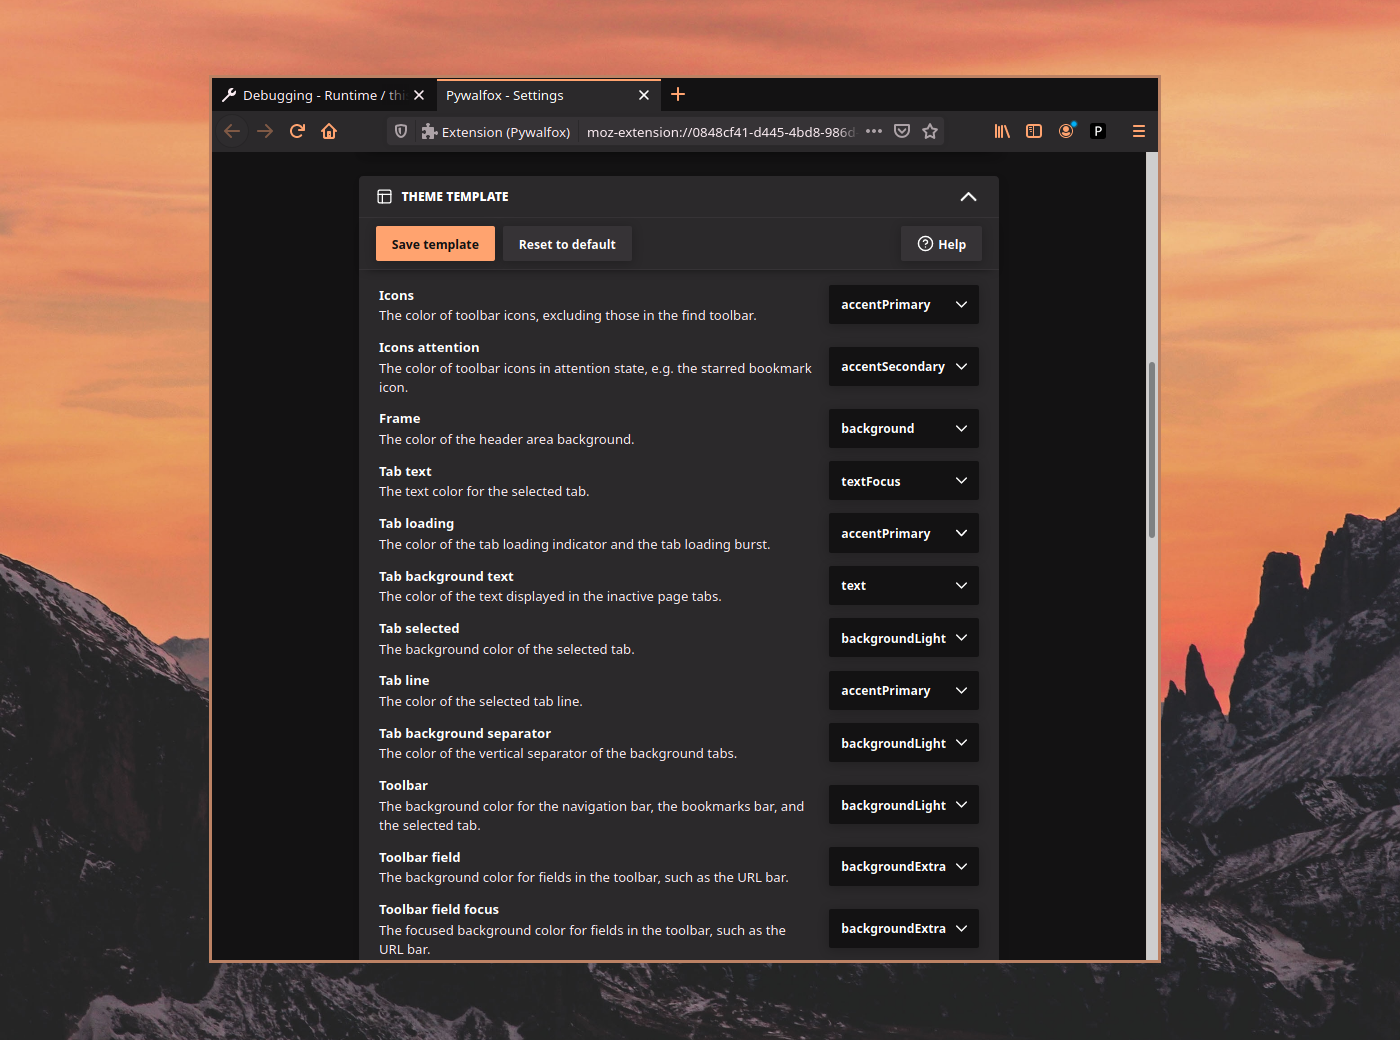 Debugging - Runtime / thi
Pywalfox - Settings
Extension (Pywalfox)
moz-extension://0848cf41-d445-4bd8-986d-
P
THEME TEMPLATE
Save template
Reset to default
Help
Icons
The color of toolbar icons, excluding those in the find toolbar.
accentPrimary
Icons attention
The color of toolbar icons in attention state, e.g. the starred bookmark
icon.
accentSecondary
Frame
The color of the header area background.
background
Tab text
The text color for the selected tab.
textFocus
Tab loading
The color of the tab loading indicator and the tab loading burst.
accentPrimary
Tab background text
The color of the text displayed in the inactive page tabs.
text
Tab selected
The background color of the selected tab.
backgroundLight
Tab line
The color of the selected tab line.
accentPrimary
Tab background separator
The color of the vertical separator of the background tabs.
backgroundLight
Toolbar
The background color for the navigation bar, the bookmarks bar, and
the selected tab.
backgroundLight
Toolbar field
The background color for fields in the toolbar, such as the URL bar.
backgroundExtra
Toolbar field focus
The focused background color for fields in the toolbar, such as the
URL bar.
backgroundExtra